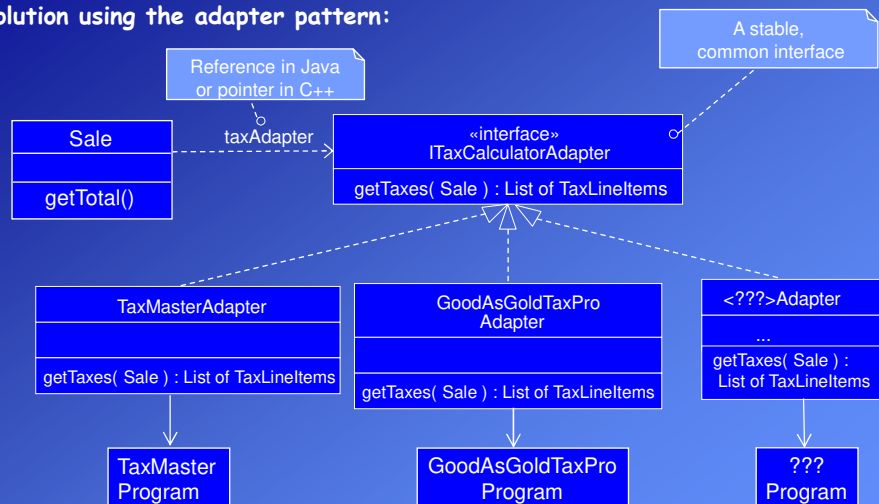 olution using the adapter pattern:
A stable,
common interface
Reference in Java
or pointer in C++
Sale
getTotal()
taxAdapter
«interface»
ITaxCalculatorAdapter
getTaxes( Sale ) : List of TaxLineItems
TaxMasterAdapter
getTaxes( Sale ) : List of TaxLineItems
GoodAsGoldTaxPro
Adapter
getTaxes( Sale ) : List of TaxLineItems
<???>Adapter
...
getTaxes( Sale ) :
List of TaxLineItems
TaxMaster
Program
GoodAsGoldTaxPro
Program
???
Program